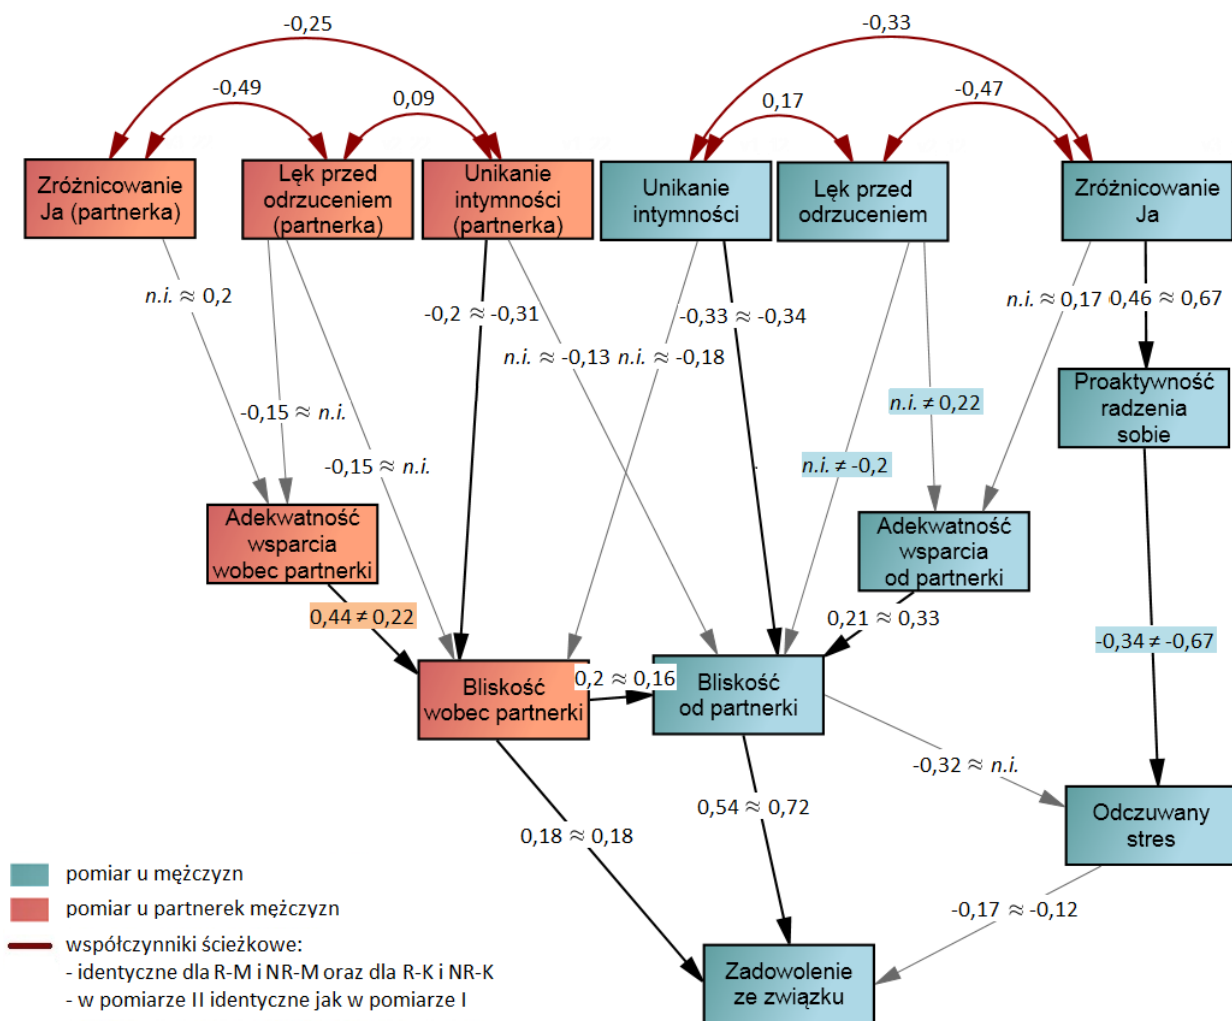 -0,25
-0,33
-0,49
0,09
0,17
-0,47
Zróżnicowanie
Ja (partnerka)
Lęk przed
odrzuceniem
(partnerka)
Unikanie
intymności
(partnerka)
Unikanie
intymności
Lęk przed
odrzuceniem
Zróżnicowanie
Ja
n.i. ≈ 0,2
-0,2 ≈ -0,31
-0,33 ≈ -0,34
n.i. ≈ 0,17
0,46 ≈ 0,67
n.i. ≈ -0,13
n.i. ≈ -0,18
-0,15 ≈ n.i.
n.i. ≠ 0,22
Proaktywność
radzenia
sobie
-0,15 ≈ n.i.
n.i. ≠ -0,2
Adekwatność
wsparcia
wobec partnerki
Adekwatność
wsparcia
od partnerki
0,44 ≠ 0,22
0,21 ≈ 0,33
-0,34 ≠ -0,67
Bliskość
wobec partnerki
0,2 ≈ 0,16
Bliskość
od partnerki
-0,32 ≈ n.i.
0,18 ≈ 0,18
0,54 ≈ 0,72
Odczuwany
stres
-0,17 ≈ -0,12
Zadowolenie
ze związku
pomiar u mężczyzn
pomiar u partnerek mężczyzn
współczynniki ścieżkowe:
- identyczne dla R-M i NR-M oraz dla R-K i NR-K
- w pomiarze II identyczne jak w pomiarze I